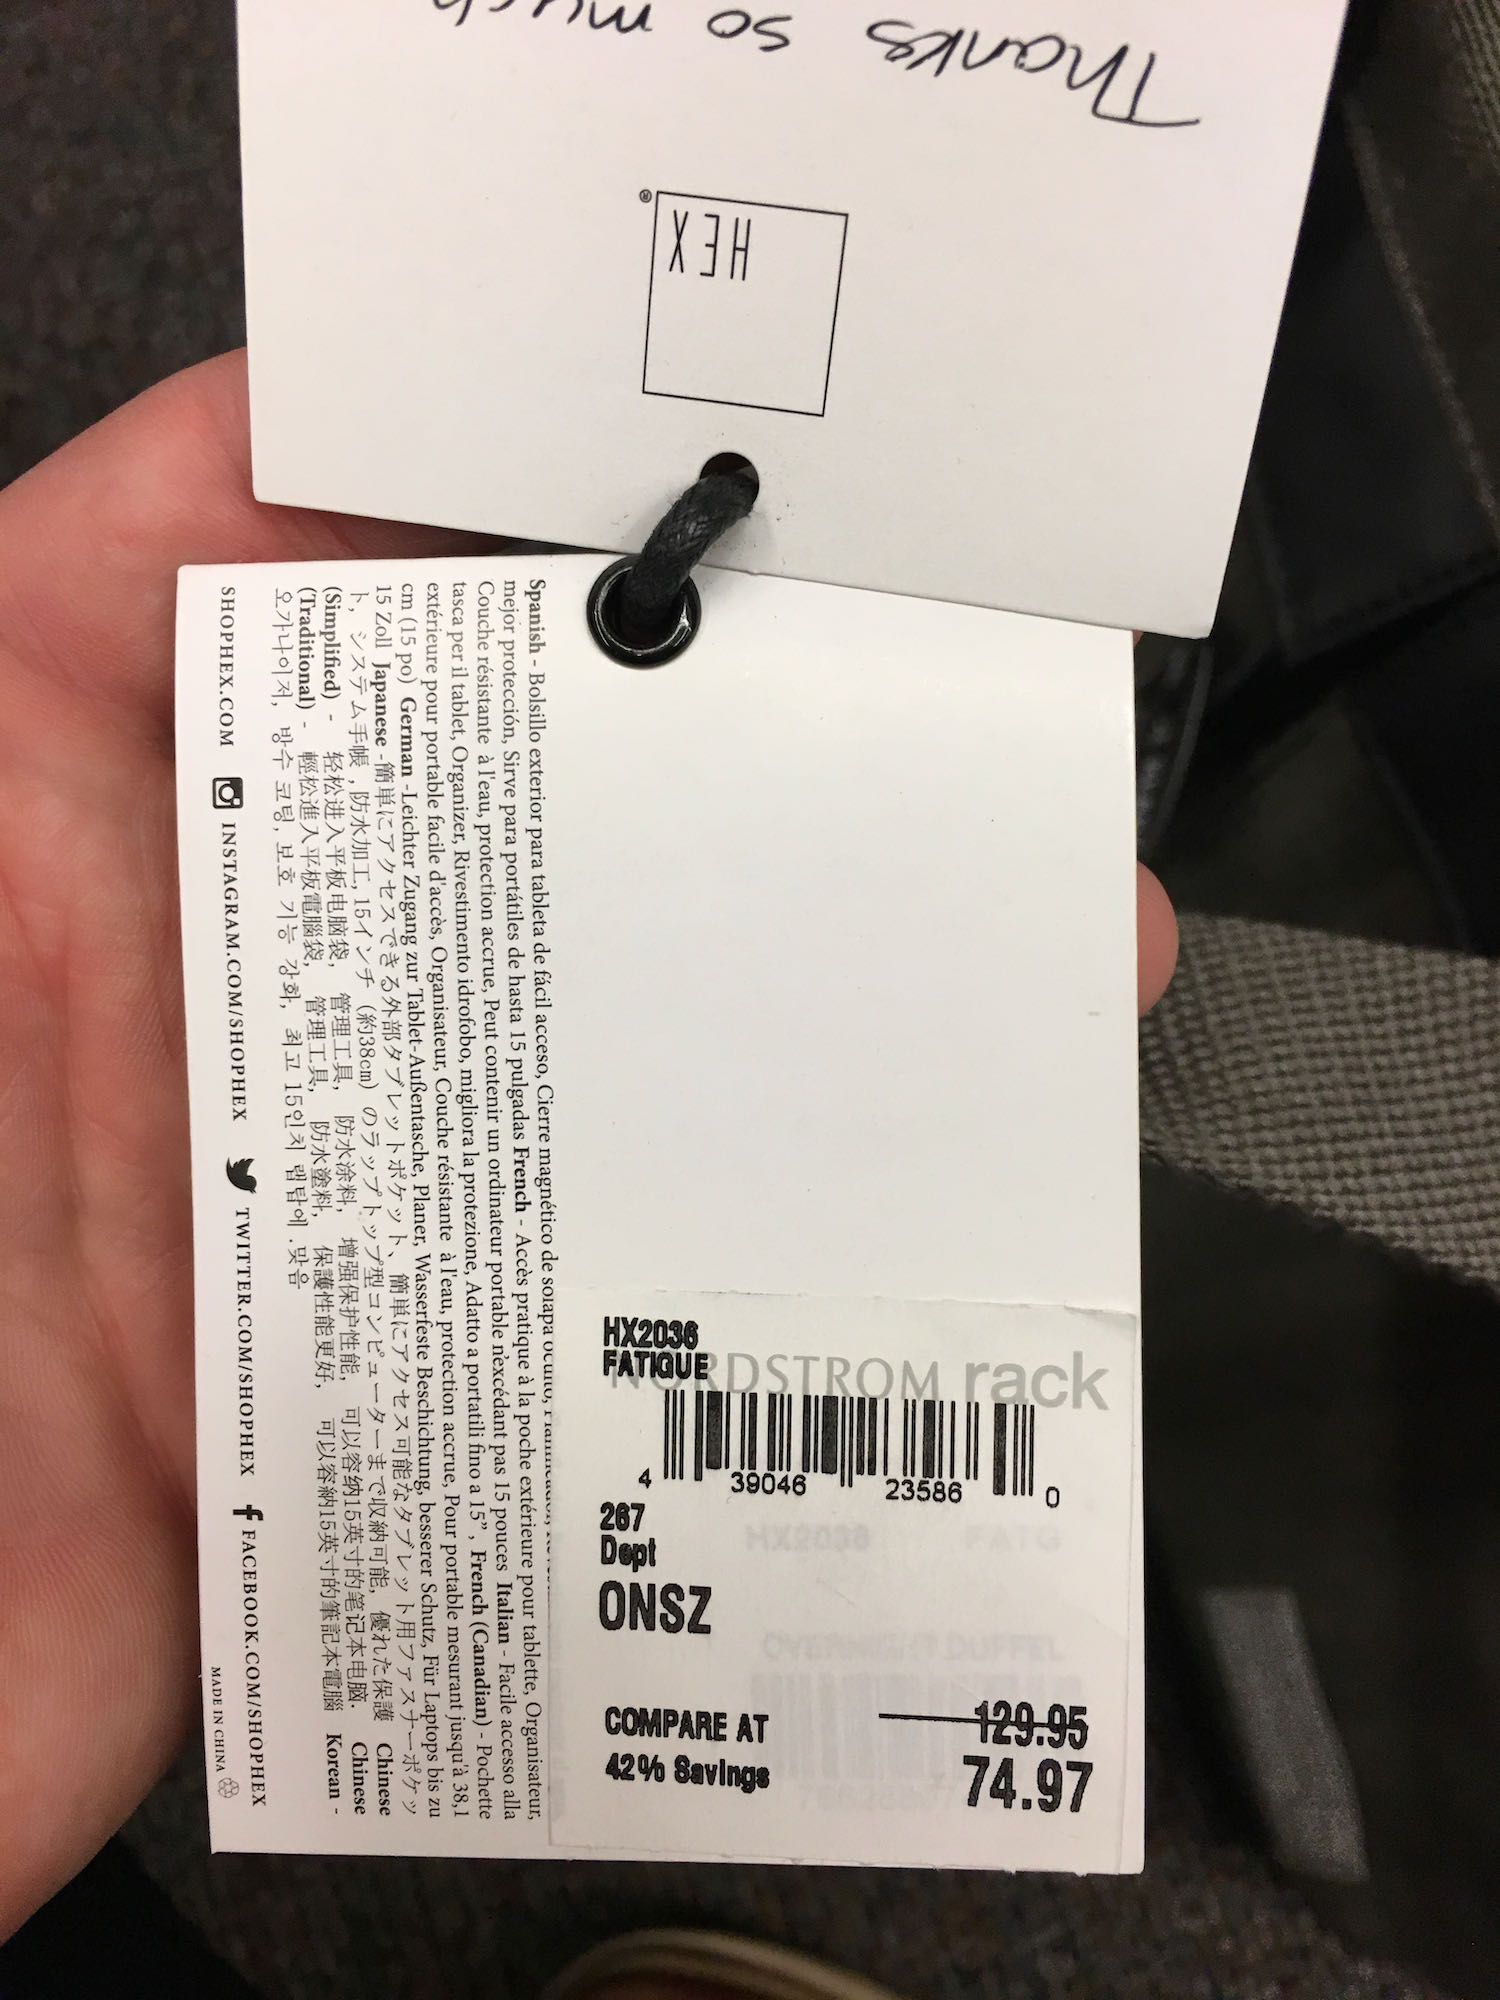 Thanks so much
HEX
®
Spanish - Bolsillo exterior para tableta de fácil acceso, Cierre magnético de solapa oculto,
mejor protección, Sirve para portátiles de hasta 15 pulgadas French - Accès pratique à la poche extérieure pour tablette, Organisateur,
Couche résistante à l'eau, protection accrue, Peut contenir un ordinateur portable n'excédant pas 15 pouces Italian - Facile accesso alla
tasca per il tablet, Organizer, Rivestimento idrofobo, migliora la protezione, Adatto a portatili fino a 15", French (Canadian) - Pochette
extérieure pour portable facile d'accès, Organisateur, Couche résistante à l'eau, protection accrue, Pour portable mesurant jusqu'à 38,1
cm (15 po) German -Leichter Zugang zur Tablet-Außentasche, Planer, Wasserfeste Beschichtung, besserer Schutz, Für Laptops bis zu
15 Zoll Japanese -簡単にアクセスできる外部タブレットポケット、簡単にアクセス可能なタブレット用ファスナーポケッ
ト, システム手帳, 防水加工, 15インチ (約38cm) のラップトップ型コンピューターまで収納可能, 優れた保護 Chinese
(Simplified) - 轻松进入平板电脑袋, 管理工具, 防水涂料, 增强保护性能, 可以容纳15英寸的笔记本电脑. Chinese
(Traditional) - 輕松進入平板電腦袋, 管理工具, 防水塗料, 保護性能更好, 可以容納15英寸的筆記本電腦 Korean -
오가나이저, 방수 코팅, 보호 기능 강화, 최고 15인치 랩탑에 .맞음
SHOPHEX.COM INSTAGRAM.COM/SHOPHEX TWITTER.COM/SHOPHEX FACEBOOK.COM/SHOPHEX
MADE IN CHINA
HX2036
FATIGUE
NORDSTROM rack
4 39046 23586 0
267
Dept
HX2036 FATG
ONSZ
OVERNIGHT DUFFEL
COMPARE AT 129.95
42% Savings 74.97